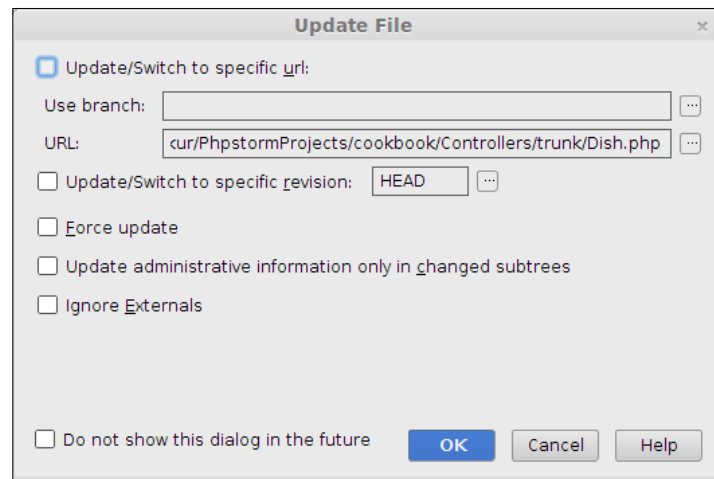 Update File
Update/Switch to specific url:
Use branch:
URL: kur/PhpstormProjects/cookbook/Controllers/trunk/Dish.php
Update/Switch to specific revision: HEAD
Force update
Update administrative information only in changed subtrees
Ignore Externals
Do not show this dialog in the future OK Cancel Help